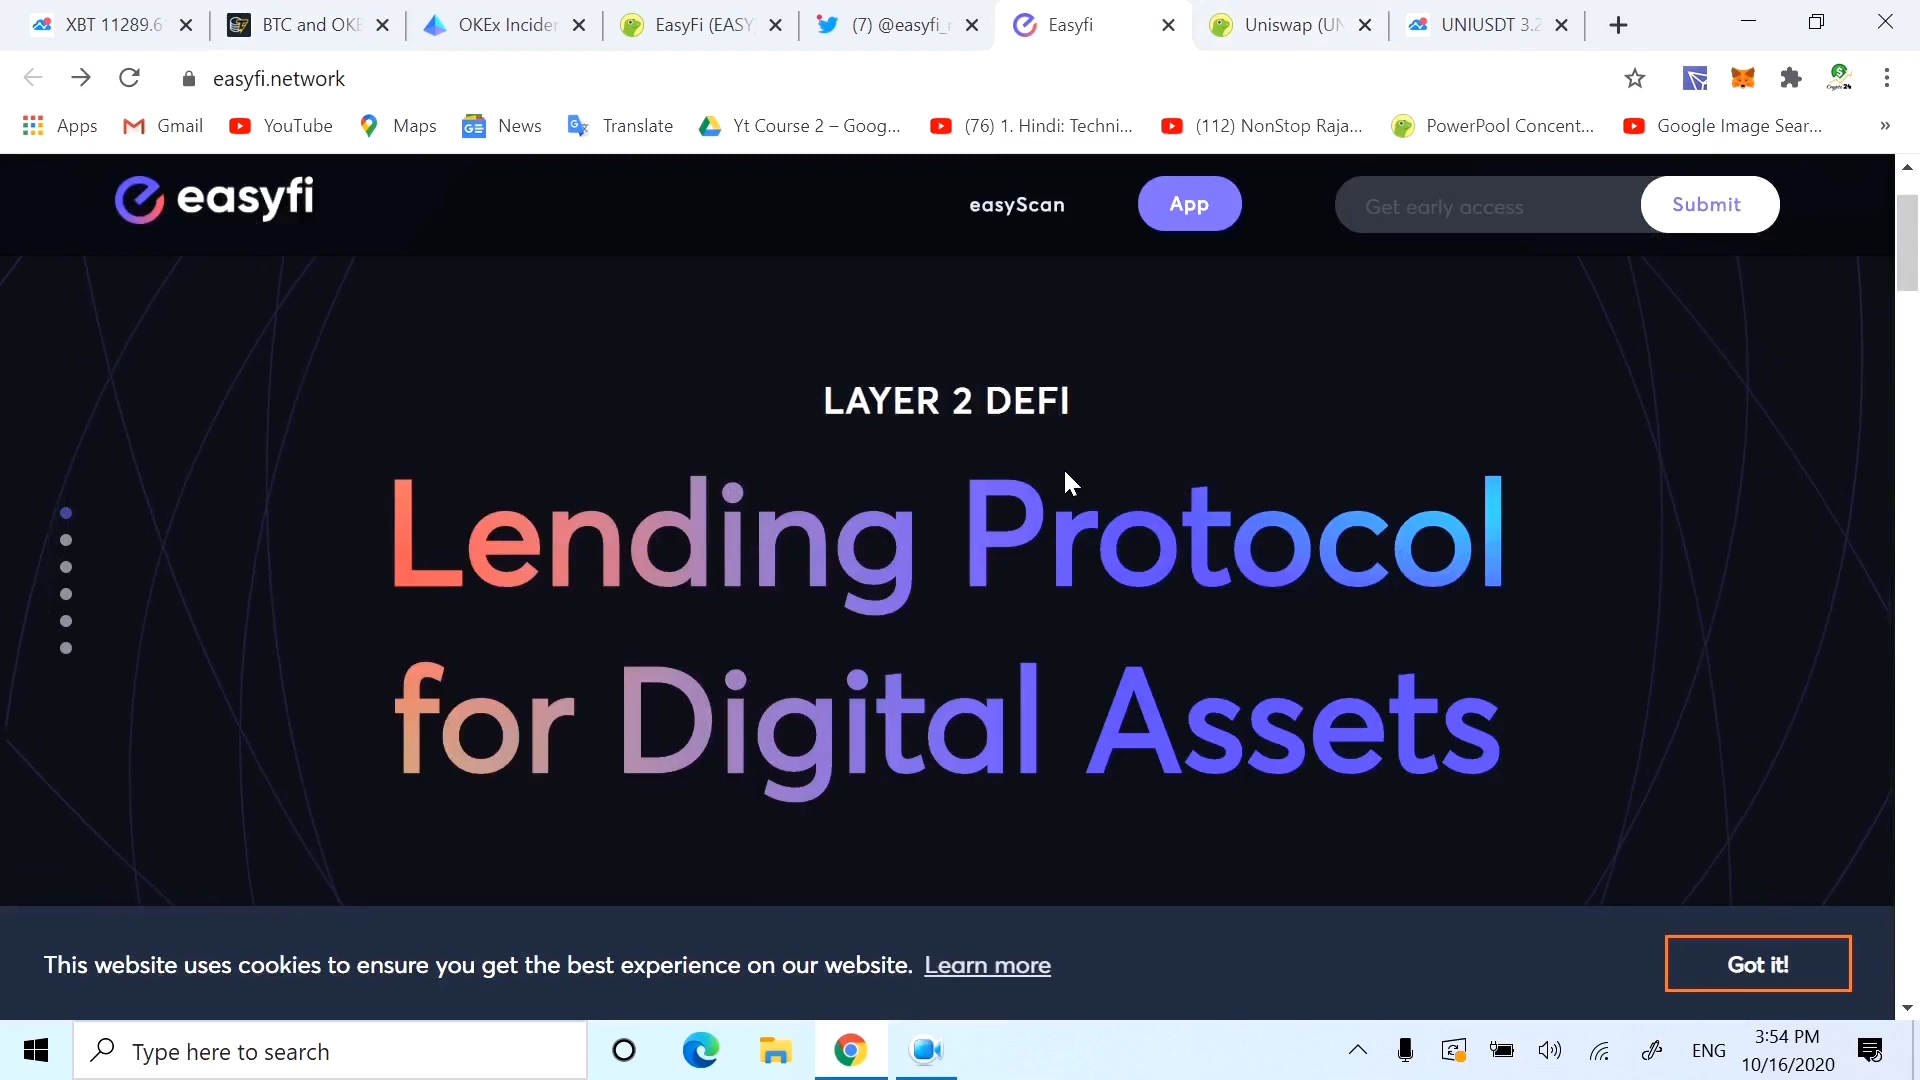 XBT 11289.6
BTC and OKE
OKEx Inciden
EasyFi (EASY
(7) @easyfi_n
Easyfi
Uniswap (UN
UNIUSDT 3.2
easyfi.network
Apps
Gmail
YouTube
Maps
News
Translate
Yt Course 2 – Goog...
(76) 1. Hindi: Techni...
(112) NonStop Raja...
PowerPool Concent...
Google Image Sear...
»
easyfi
easyScan
App
Get early access
Submit
LAYER 2 DEFI
Lending Protocol
for Digital Assets
This website uses cookies to ensure you get the best experience on our website. Learn more
Got it!
Type here to search
ENG
3:54 PM
10/16/2020